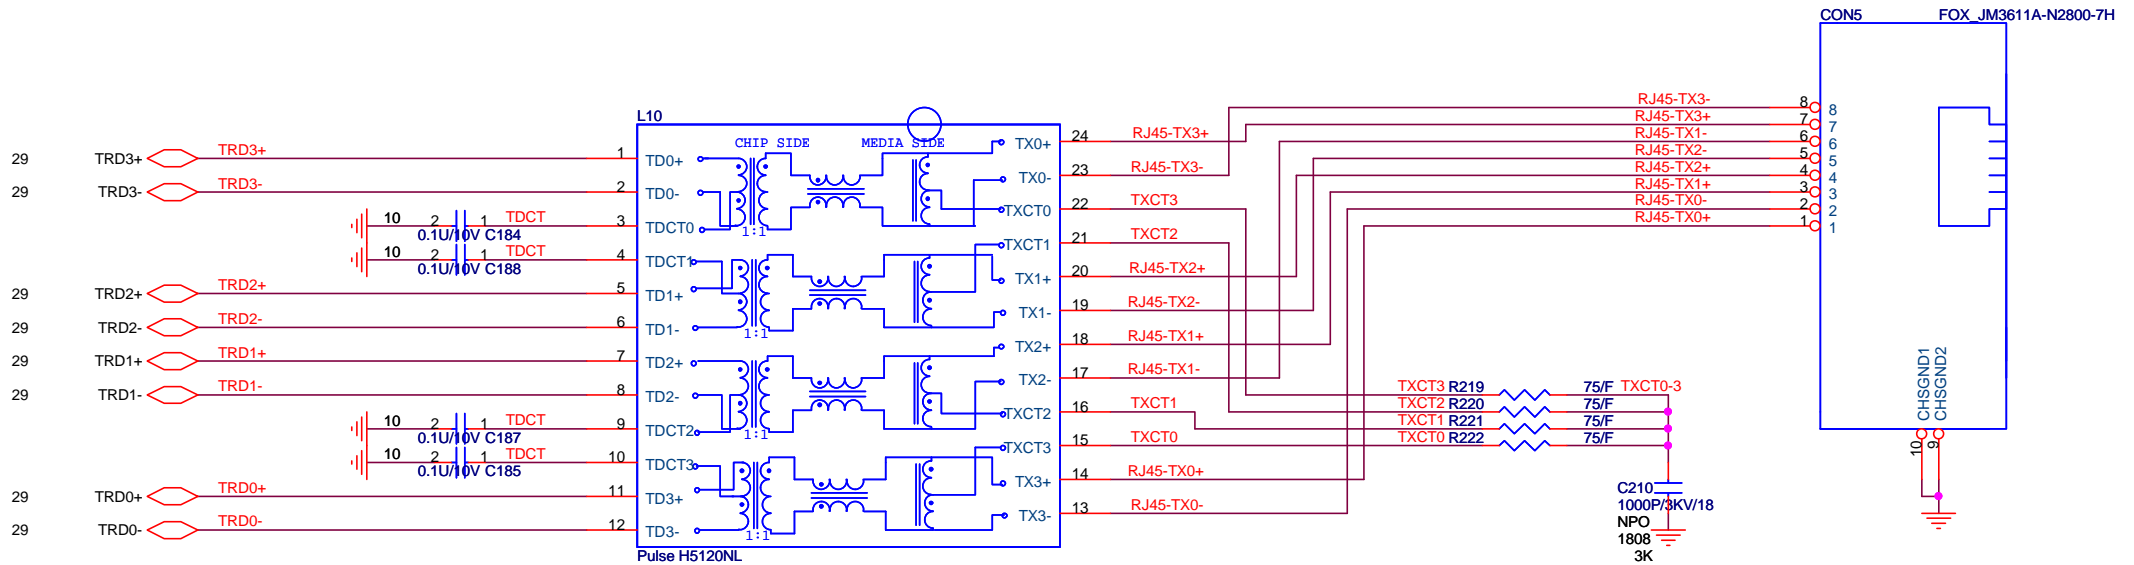 CON5 FOX_JM3611A-N2800-7H
RJ45-TX3- 8 8
RJ45-TX3+ 7 7
RJ45-TX1- 6 6
RJ45-TX2- 5 5
RJ45-TX2+ 4 4
RJ45-TX1+ 3 3
RJ45-TX0- 2 2
RJ45-TX0+ 1 1
CHSGND1
CHSGND2
10
9
L10
CHIP SIDE MEDIA SIDE
29 TRD3+ TRD3+ 1 TD0+ TX0+ 24 RJ45-TX3+
29 TRD3- TRD3- 2 TD0- TX0- 23 RJ45-TX3-
10 2 1 TDCT 3 TDCT0 TXCT0 22 TXCT3
0.1U/10V C184 1:1
10 2 1 TDCT 4 TDCT1 TXCT1 21 TXCT2
0.1U/10V C188
29 TRD2+ TRD2+ 5 TD1+ TX1+ 20 RJ45-TX2+
29 TRD2- TRD2- 6 TD1- TX1- 19 RJ45-TX2-
1:1
29 TRD1+ TRD1+ 7 TD2+ TX2+ 18 RJ45-TX1+
29 TRD1- TRD1- 8 TD2- TX2- 17 RJ45-TX1-
10 2 1 TDCT 9 TDCT2 TXCT2 16 TXCT1
0.1U/10V C187 1:1
10 2 1 TDCT 10 TDCT3 TXCT3 15 TXCT0
0.1U/10V C185
29 TRD0+ TRD0+ 11 TD3+ TX3+ 14 RJ45-TX0+
29 TRD0- TRD0- 12 TD3- TX3- 13 RJ45-TX0-
1:1
Pulse H5120NL
TXCT3 R219 75/F TXCT0-3
TXCT2 R220 75/F
TXCT1 R221 75/F
TXCT0 R222 75/F
C210
1000P/3KV/18
NPO
1808
3K